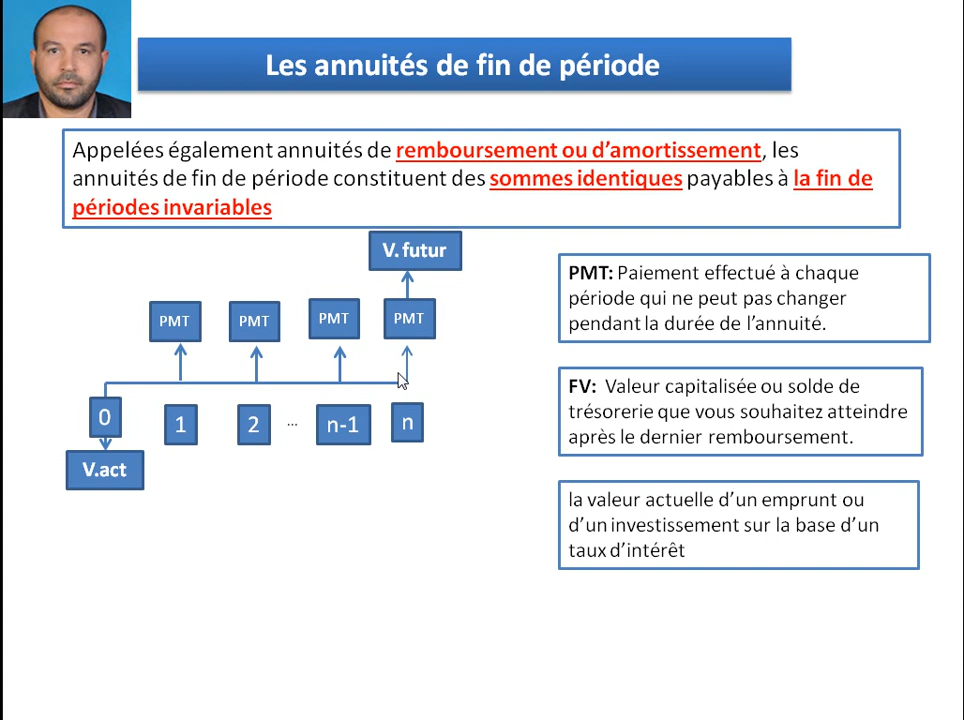 Les annuités de fin de période
Appelées également annuités de remboursement ou d'amortissement, les
annuités de fin de période constituent des sommes identiques payables à la fin de
périodes invariables
V. futur
PMT PMT PMT PMT
0 1 2 ... n-1 n
V.act
PMT: Paiement effectué à chaque
période qui ne peut pas changer
pendant la durée de l'annuité.
FV: Valeur capitalisée ou solde de
trésorerie que vous souhaitez atteindre
après le dernier remboursement.
la valeur actuelle d'un emprunt ou
d'un investissement sur la base d'un
taux d'intérêt